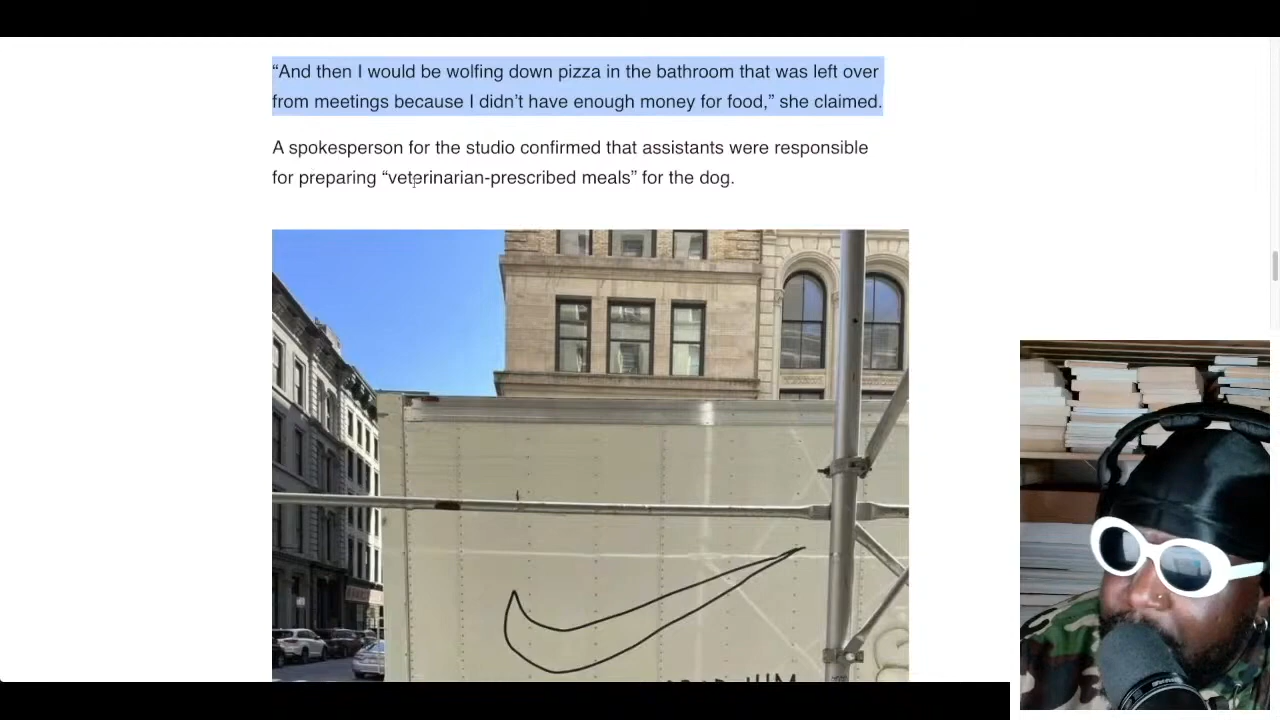 “And then I would be wolfing down pizza in the bathroom that was left over
from meetings because I didn’t have enough money for food,” she claimed.
A spokesperson for the studio confirmed that assistants were responsible
for preparing “veterinarian-prescribed meals” for the dog.